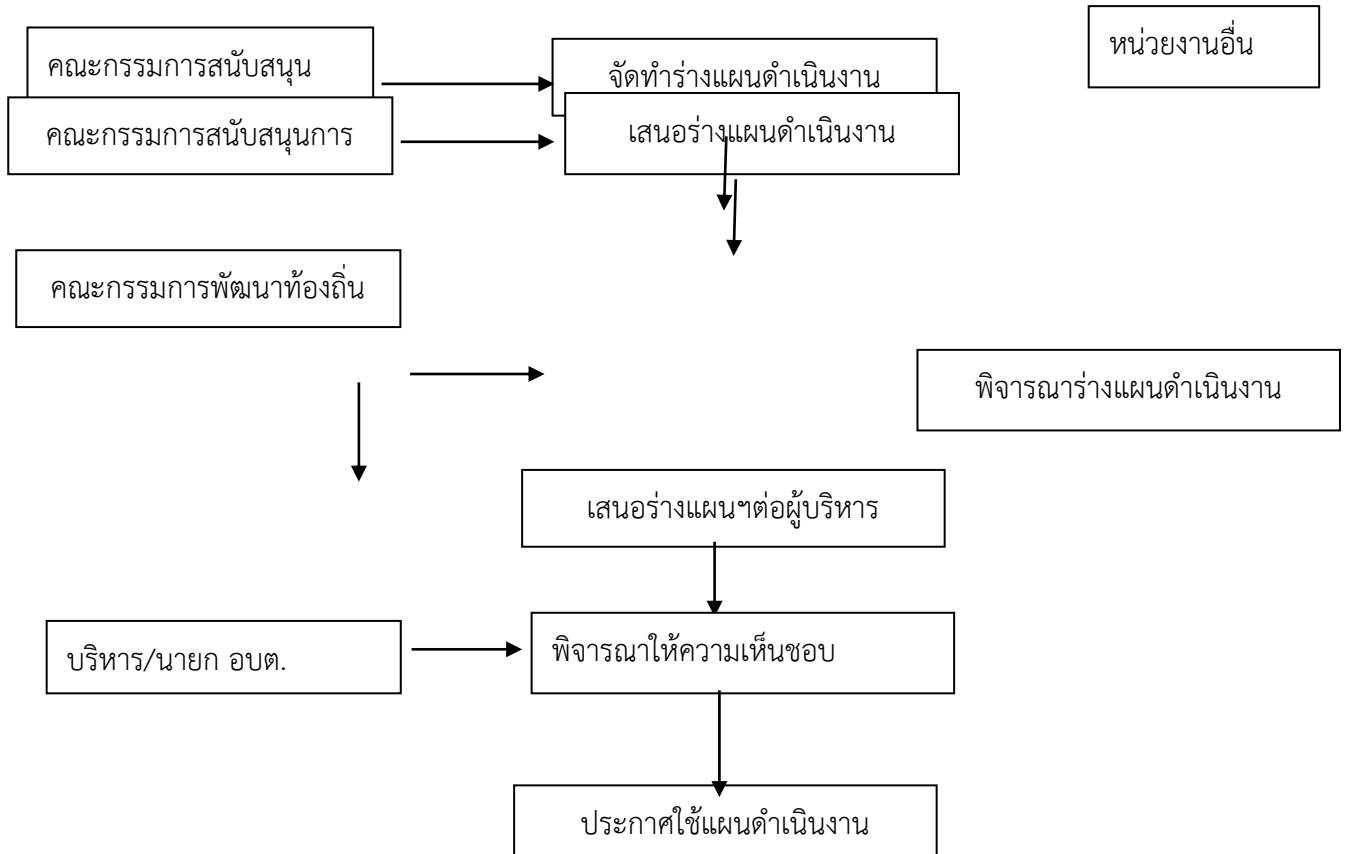 หน่วยงานอื่น
คณะกรรมการสนับสนุน
จัดทำร่างแผนดำเนินงาน
คณะกรรมการสนับสนุนการ
เสนอร่างแผนดำเนินงาน
คณะกรรมการพัฒนาท้องถิ่น
พิจารณาร่างแผนดำเนินงาน
เสนอร่างแผนฯต่อผู้บริหาร
บริหาร/นายก อบต.
พิจารณาให้ความเห็นชอบ
ประกาศใช้แผนดำเนินงาน